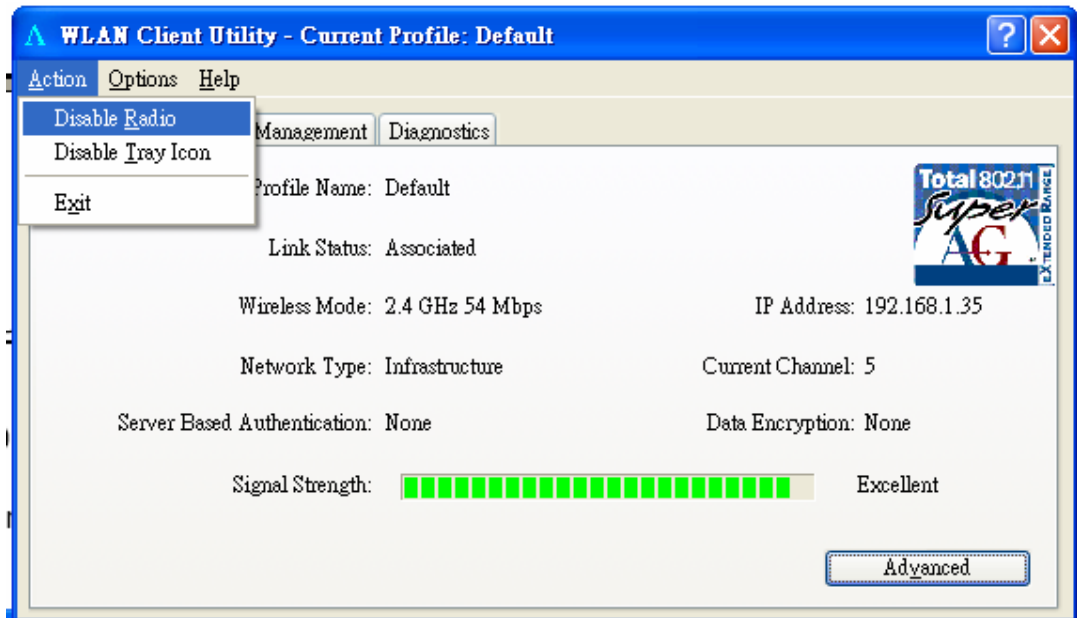 WLAN Client Utility - Current Profile: Default
Action Options Help
Disable Radio
Disable Tray Icon
Exit
Management Diagnostics
Profile Name: Default
Total 802.11
Super
AG
EXTENDED RANGE
Link Status: Associated
Wireless Mode: 2.4 GHz 54 Mbps IP Address: 192.168.1.35
Network Type: Infrastructure Current Channel: 5
Server Based Authentication: None Data Encryption: None
Signal Strength: Excellent
Advanced